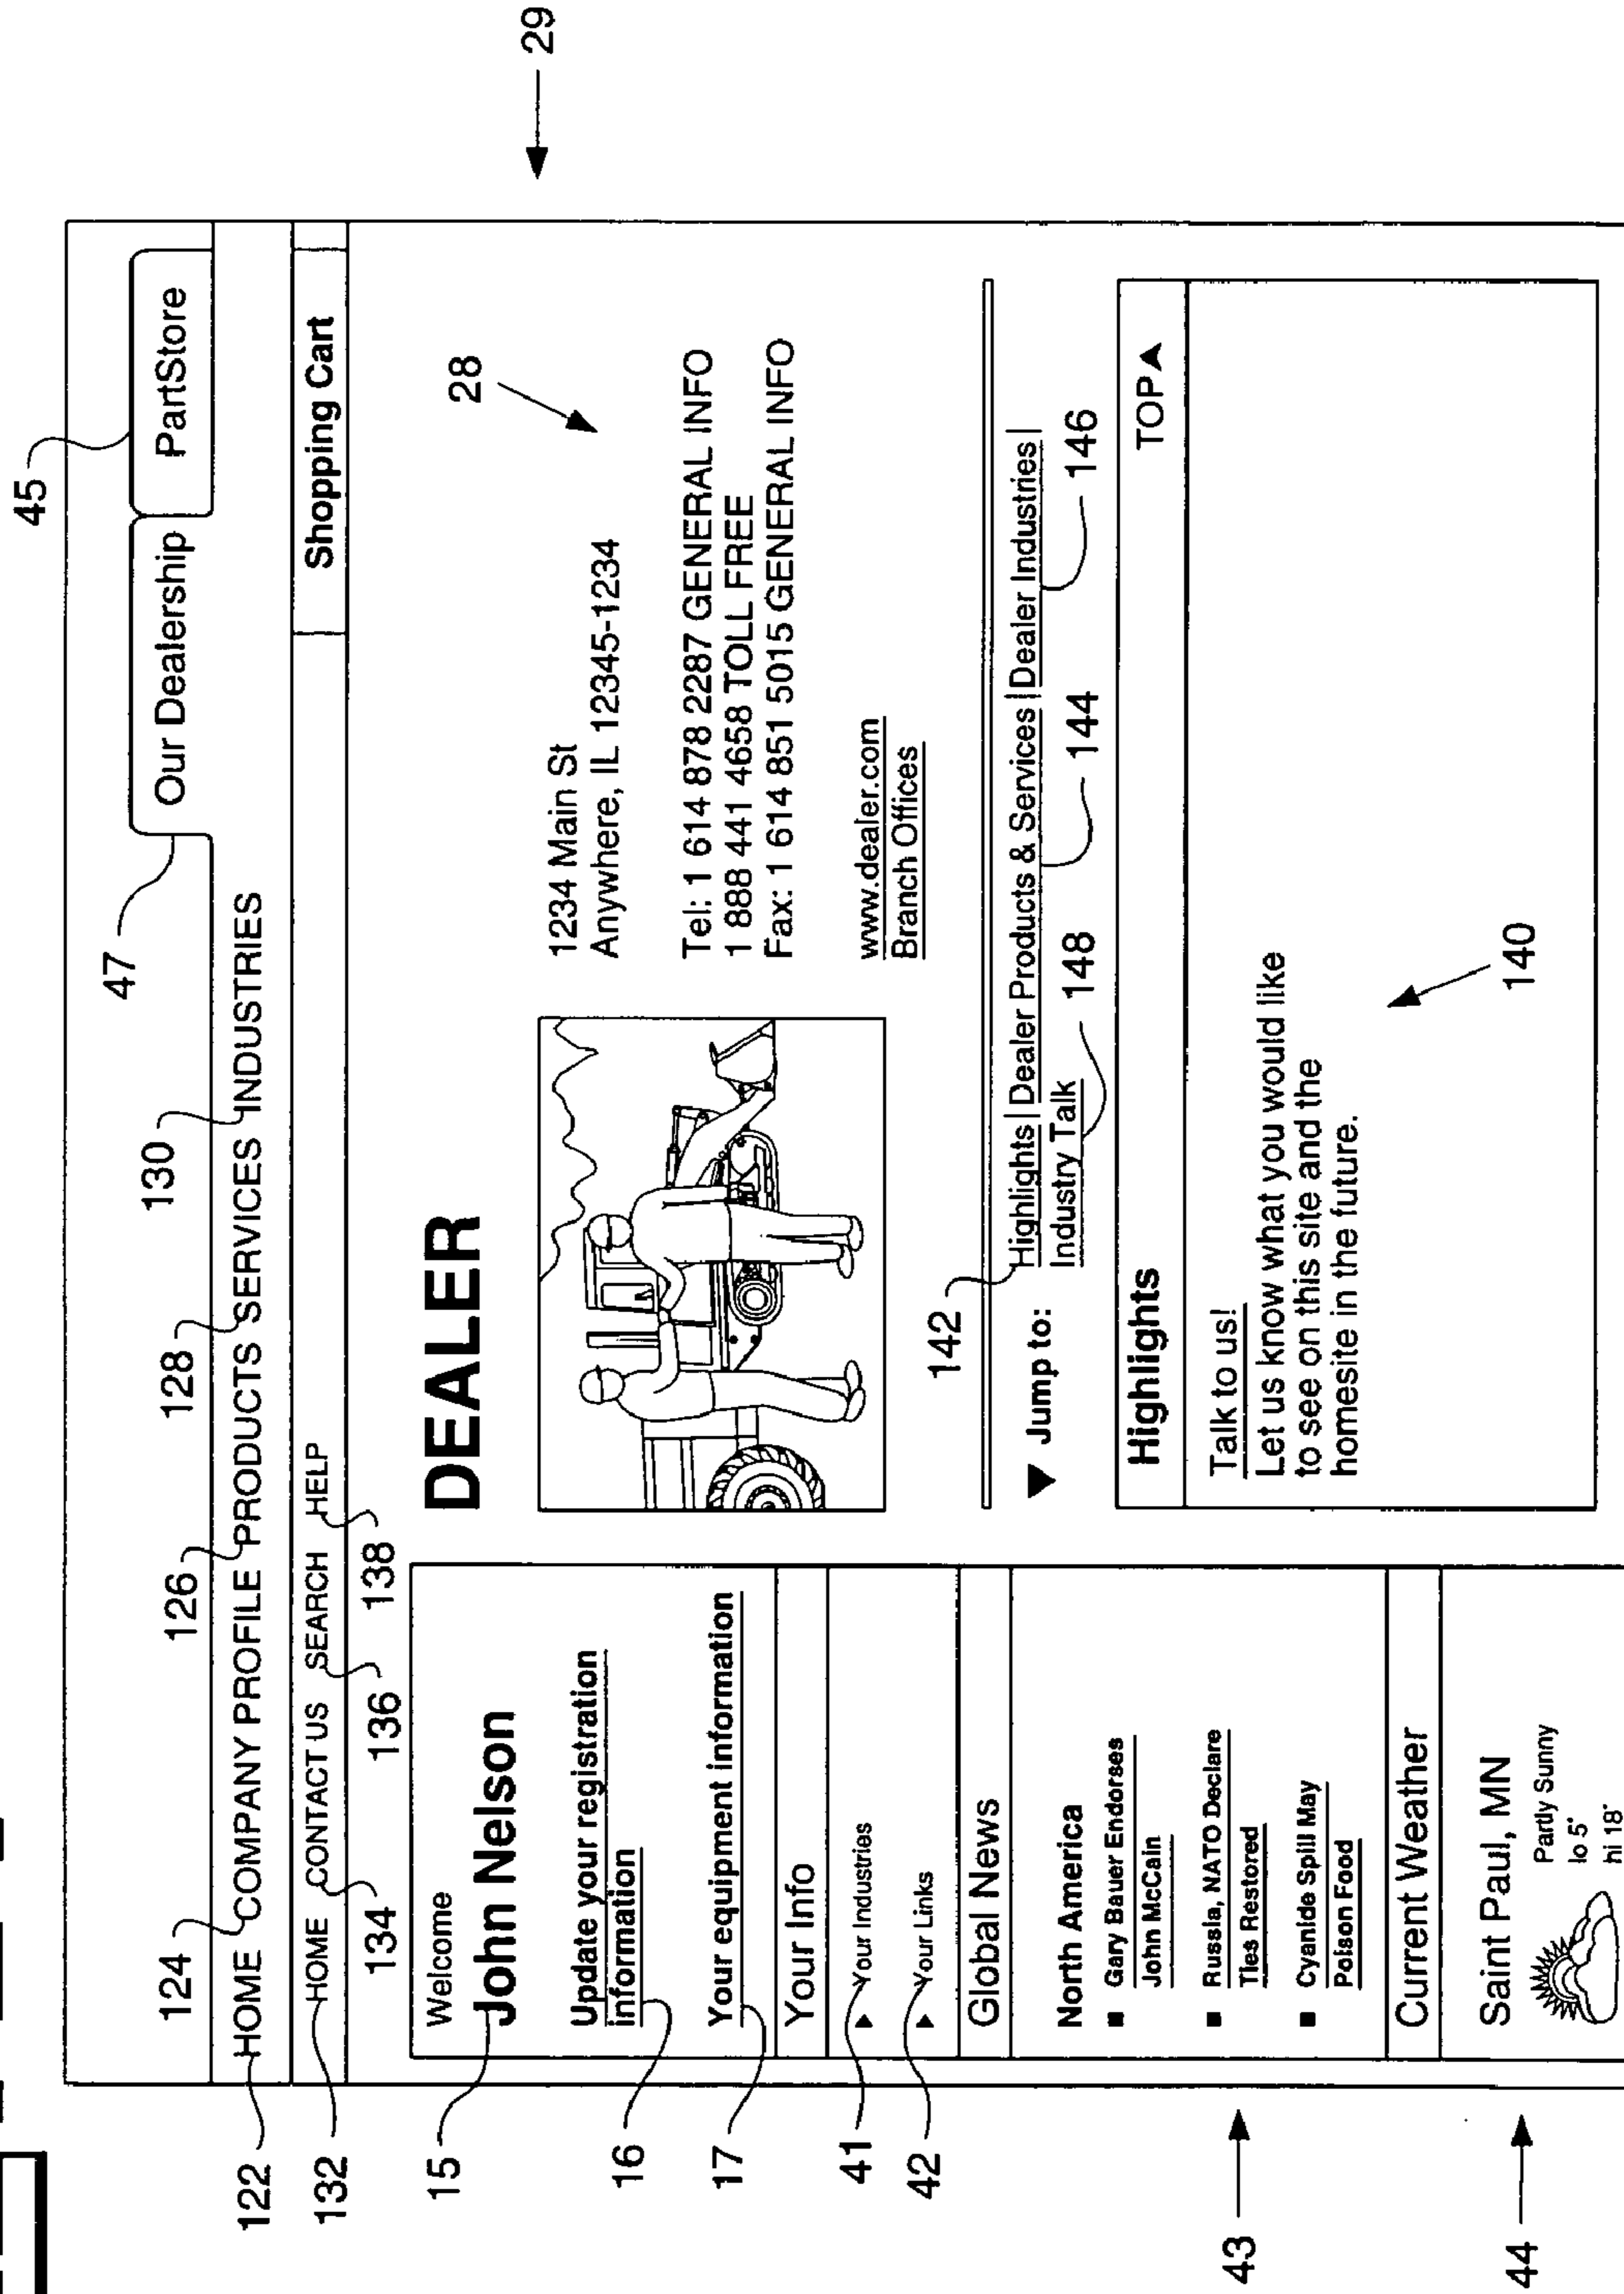 45
47
Our Dealership PartStore
124 126 128 130
122 HOME COMPANY PROFILE PRODUCTS SERVICES INDUSTRIES
132 HOME CONTACT US SEARCH HELP Shopping Cart
134 136 138
29
15
Welcome
John Nelson
16
Update your registration
information
17
Your equipment information
Your Info
41
Your Industries
42
Your Links
Global News
43
North America
Gary Bauer Endorses
John McCain
Russia, NATO Declare
Ties Restored
Cyanide Spill May
Poison Food
Current Weather
44
Saint Paul, MN
Partly Sunny
lo 5°
hi 18°
DEALER
28
1234 Main St
Anywhere, IL 12345-1234
Tel: 1 614 878 2287 GENERAL INFO
1 888 441 4658 TOLL FREE
Fax: 1 614 851 5015 GENERAL INFO
www.dealer.com
Branch Offices
142
Jump to: Highlights | Dealer Products & Services | Dealer Industries |
Industry Talk 148 144 146
Highlights TOP
Talk to us!
Let us know what you would like
to see on this site and the
homesite in the future.
140